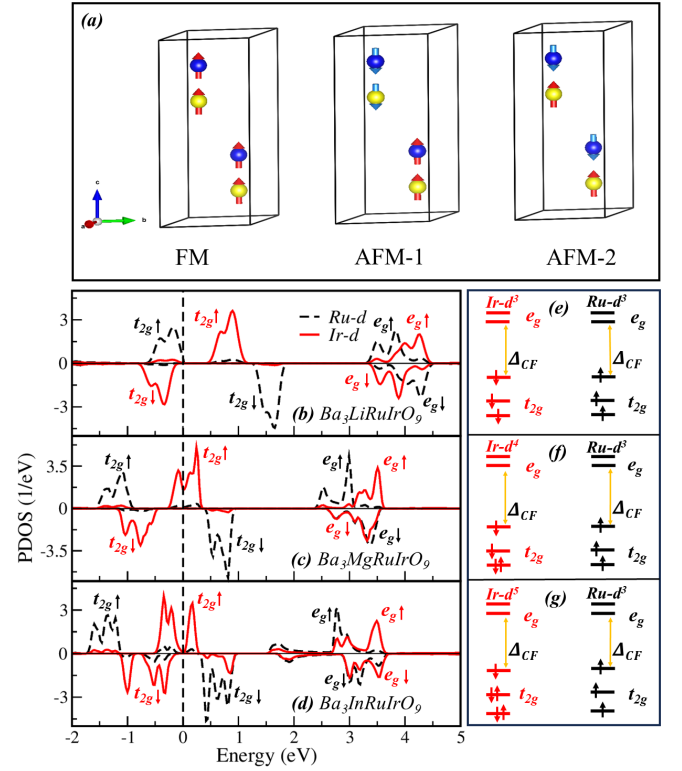 (a)
c
b
a
FM AFM-1 AFM-2
PDOS (1/eV)
3
0
-3
t2g↑
t2g↑
Ru-d
Ir-d
eg↑
eg↑
t2g↓
t2g↓
eg↓
eg↓
(b) Ba3LiRuIrO9
3.5
0
-3.5
t2g↑
t2g↑
eg↑
eg↑
t2g↓
t2g↓
eg↓
eg↓
(c) Ba3MgRuIrO9
3
0
-3
t2g↑
t2g↑
eg↑
eg↑
t2g↓
t2g↓
eg↓
eg↓
(d) Ba3InRuIrO9
-2 -1 0 1 2 3 4 5
Energy (eV)
Ir-d³ (e) Ru-d³
eg eg
ΔCF ΔCF
t2g t2g
Ir-d⁴ (f) Ru-d³
eg eg
ΔCF ΔCF
t2g t2g
Ir-d⁵ (g) Ru-d³
eg eg
ΔCF ΔCF
t2g t2g